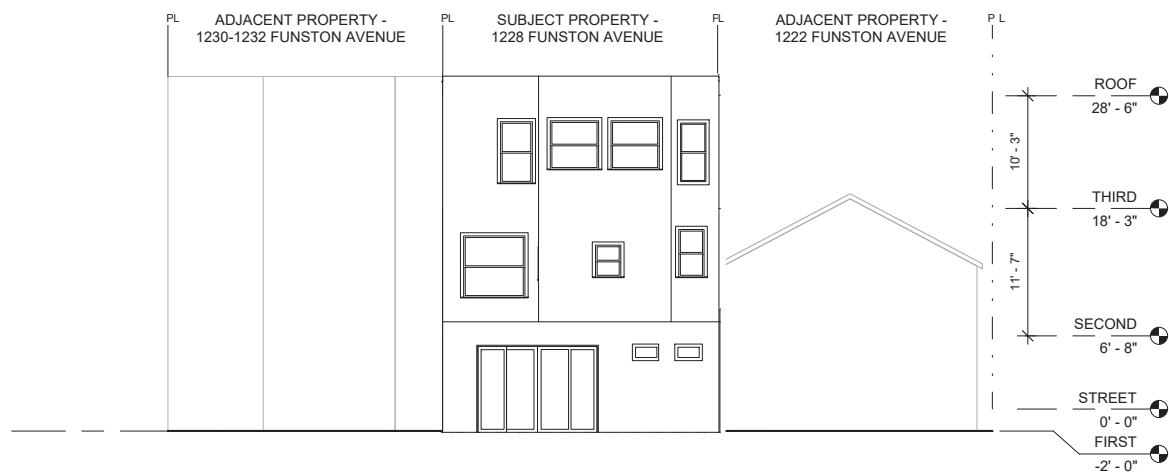 PL
ADJACENT PROPERTY -
1230-1232 FUNSTON AVENUE
PL
SUBJECT PROPERTY -
1228 FUNSTON AVENUE
PL
ADJACENT PROPERTY -
1222 FUNSTON AVENUE
P L
ROOF
28' - 6"
10' - 3"
THIRD
18' - 3"
11' - 7"
SECOND
6' - 8"
STREET
0' - 0"
FIRST
-2' - 0"